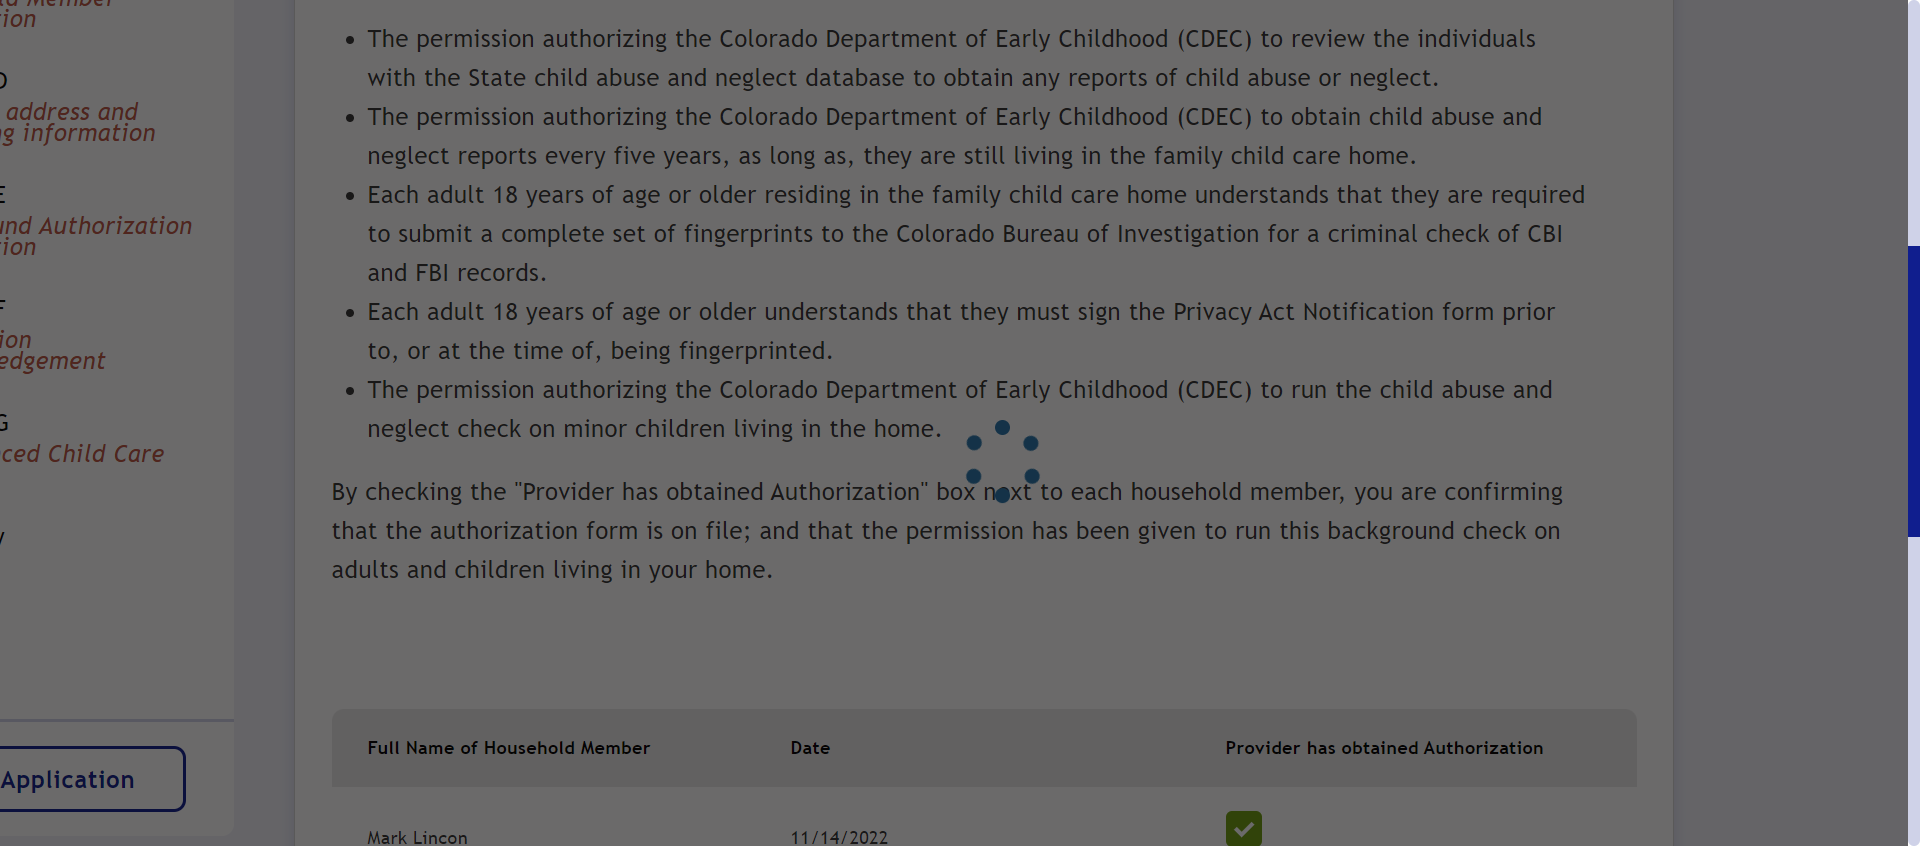 tion
D
address and
ng information
E
und Authorization
tion
F
ion
edgement
G
ced Child Care
y
Application
• The permission authorizing the Colorado Department of Early Childhood (CDEC) to review the individuals
with the State child abuse and neglect database to obtain any reports of child abuse or neglect.
• The permission authorizing the Colorado Department of Early Childhood (CDEC) to obtain child abuse and
neglect reports every five years, as long as, they are still living in the family child care home.
• Each adult 18 years of age or older residing in the family child care home understands that they are required
to submit a complete set of fingerprints to the Colorado Bureau of Investigation for a criminal check of CBI
and FBI records.
• Each adult 18 years of age or older understands that they must sign the Privacy Act Notification form prior
to, or at the time of, being fingerprinted.
• The permission authorizing the Colorado Department of Early Childhood (CDEC) to run the child abuse and
neglect check on minor children living in the home.
By checking the "Provider has obtained Authorization" box next to each household member, you are confirming
that the authorization form is on file; and that the permission has been given to run this background check on
adults and children living in your home.
Full Name of Household Member Date Provider has obtained Authorization
Mark Lincon 11/14/2022